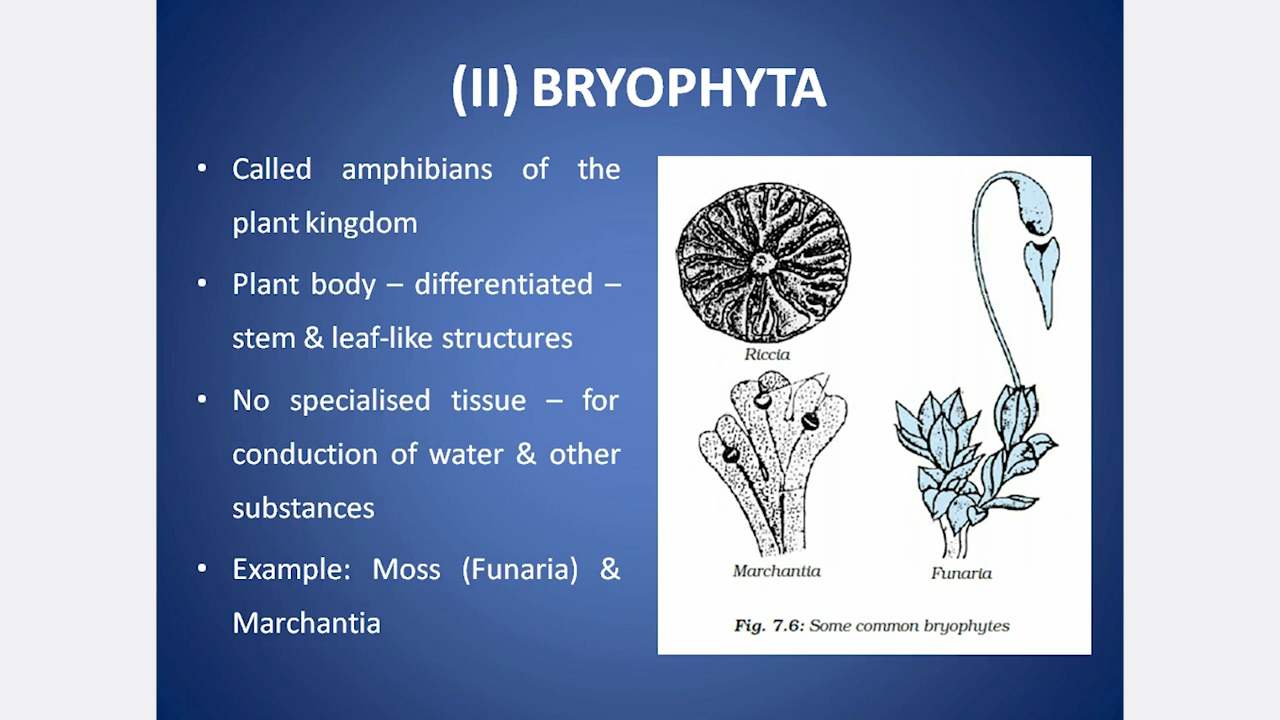 (II) BRYOPHYTA
• Called amphibians of the
plant kingdom
• Plant body – differentiated –
stem & leaf-like structures
• No specialised tissue – for
conduction of water & other
substances
• Example: Moss (Funaria) &
Marchantia
Riccia
Marchantia
Funaria
Fig. 7.6: Some common bryophytes